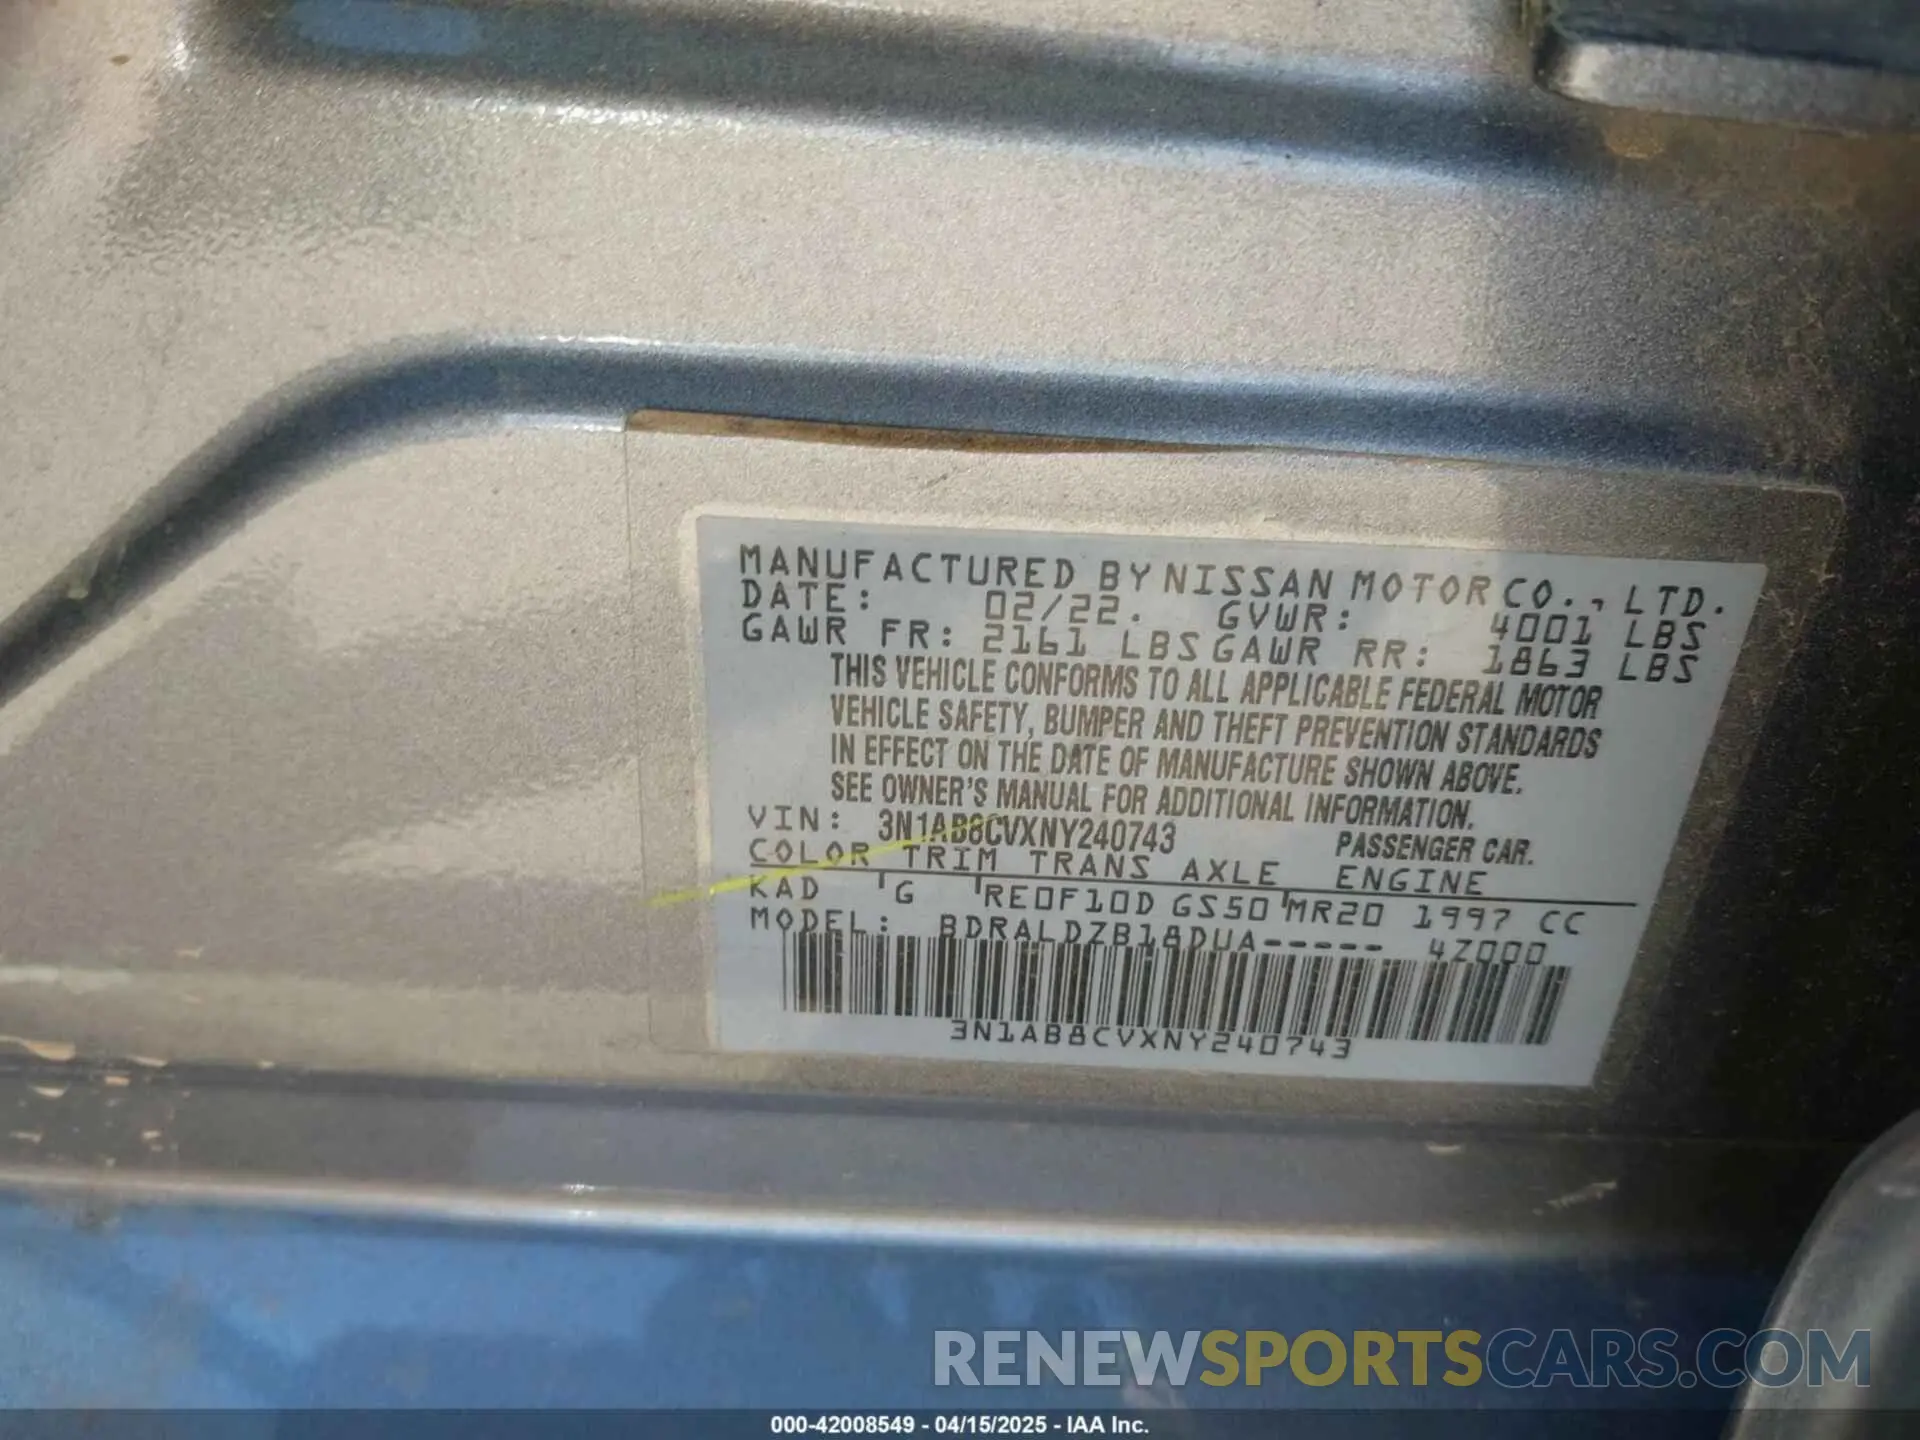 MANUFACTURED BY NISSAN MOTOR CO., LTD.
DATE: 02/22. GVWR: 4001 LBS
GAWR FR: 2161 LBS GAWR RR: 1863 LBS
THIS VEHICLE CONFORMS TO ALL APPLICABLE FEDERAL MOTOR
VEHICLE SAFETY, BUMPER AND THEFT PREVENTION STANDARDS
IN EFFECT ON THE DATE OF MANUFACTURE SHOWN ABOVE.
SEE OWNER'S MANUAL FOR ADDITIONAL INFORMATION.
VIN: 3N1AB8CVXNY240743 PASSENGER CAR.
COLOR TRIM TRANS AXLE ENGINE
KAD G RE0F10D GS50 MR20 1997 CC
MODEL: BDRALDZB18DUA----- 4Z000
3N1AB8CVXNY240743
RENEWSPORTSCARS.COM
000-42008549 - 04/15/2025 - IAA Inc.